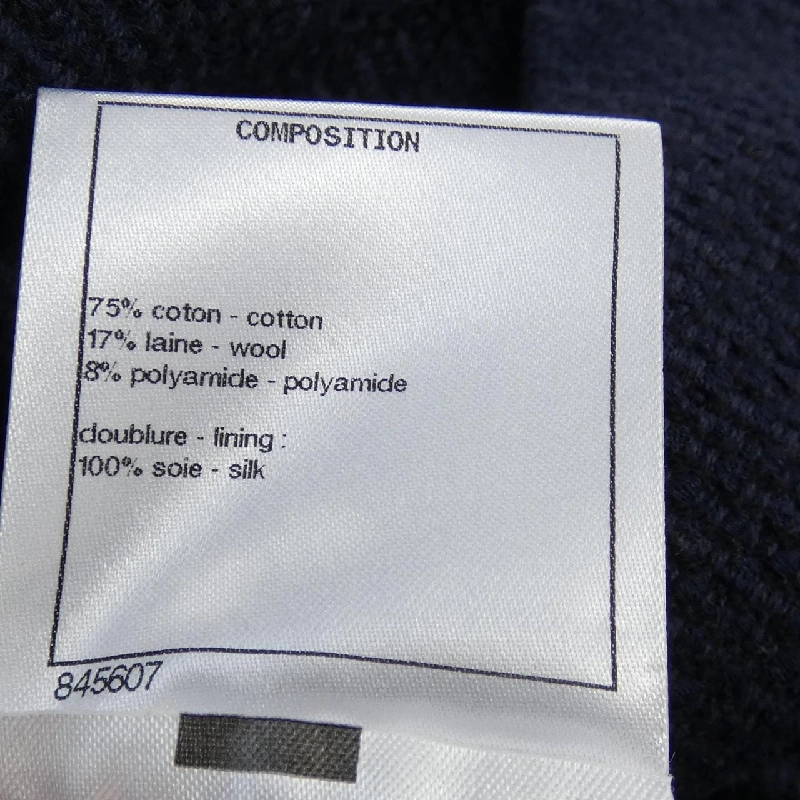 COMPOSITION
75% coton - cotton
17% laine - wool
8% polyamide - polyamide
doublure - lining :
100% soie - silk
845607